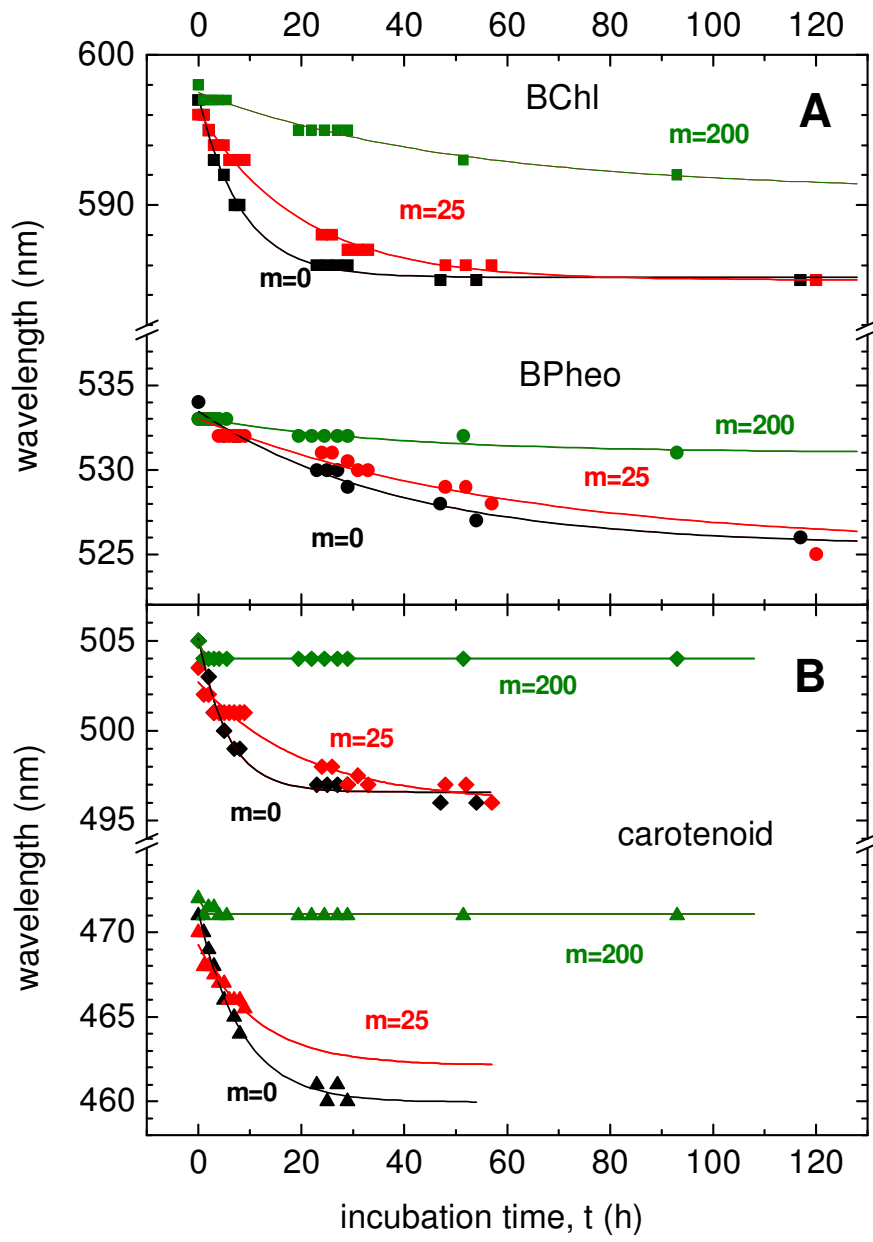 0 20 40 60 80 100 120
600
BChl
A
m=200
590
m=25
m=0
wavelength (nm)
BPheo
535
m=200
530
m=25
m=0
525
505
B
m=200
500
m=25
495
m=0
carotenoid
wavelength (nm)
470
m=200
465
m=25
m=0
460
0 20 40 60 80 100 120
incubation time, t (h)